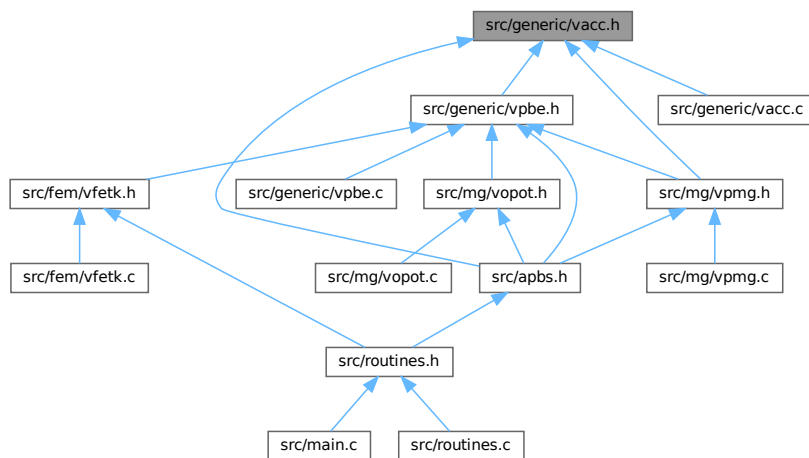 src/generic/vacc.h
src/generic/vpbe.h
src/generic/vacc.c
src/fem/vfetk.h
src/generic/vpbe.c
src/mg/vopot.h
src/mg/vpmg.h
src/fem/vfetk.c
src/mg/vopot.c
src/apbs.h
src/mg/vpmg.c
src/routines.h
src/main.c
src/routines.c